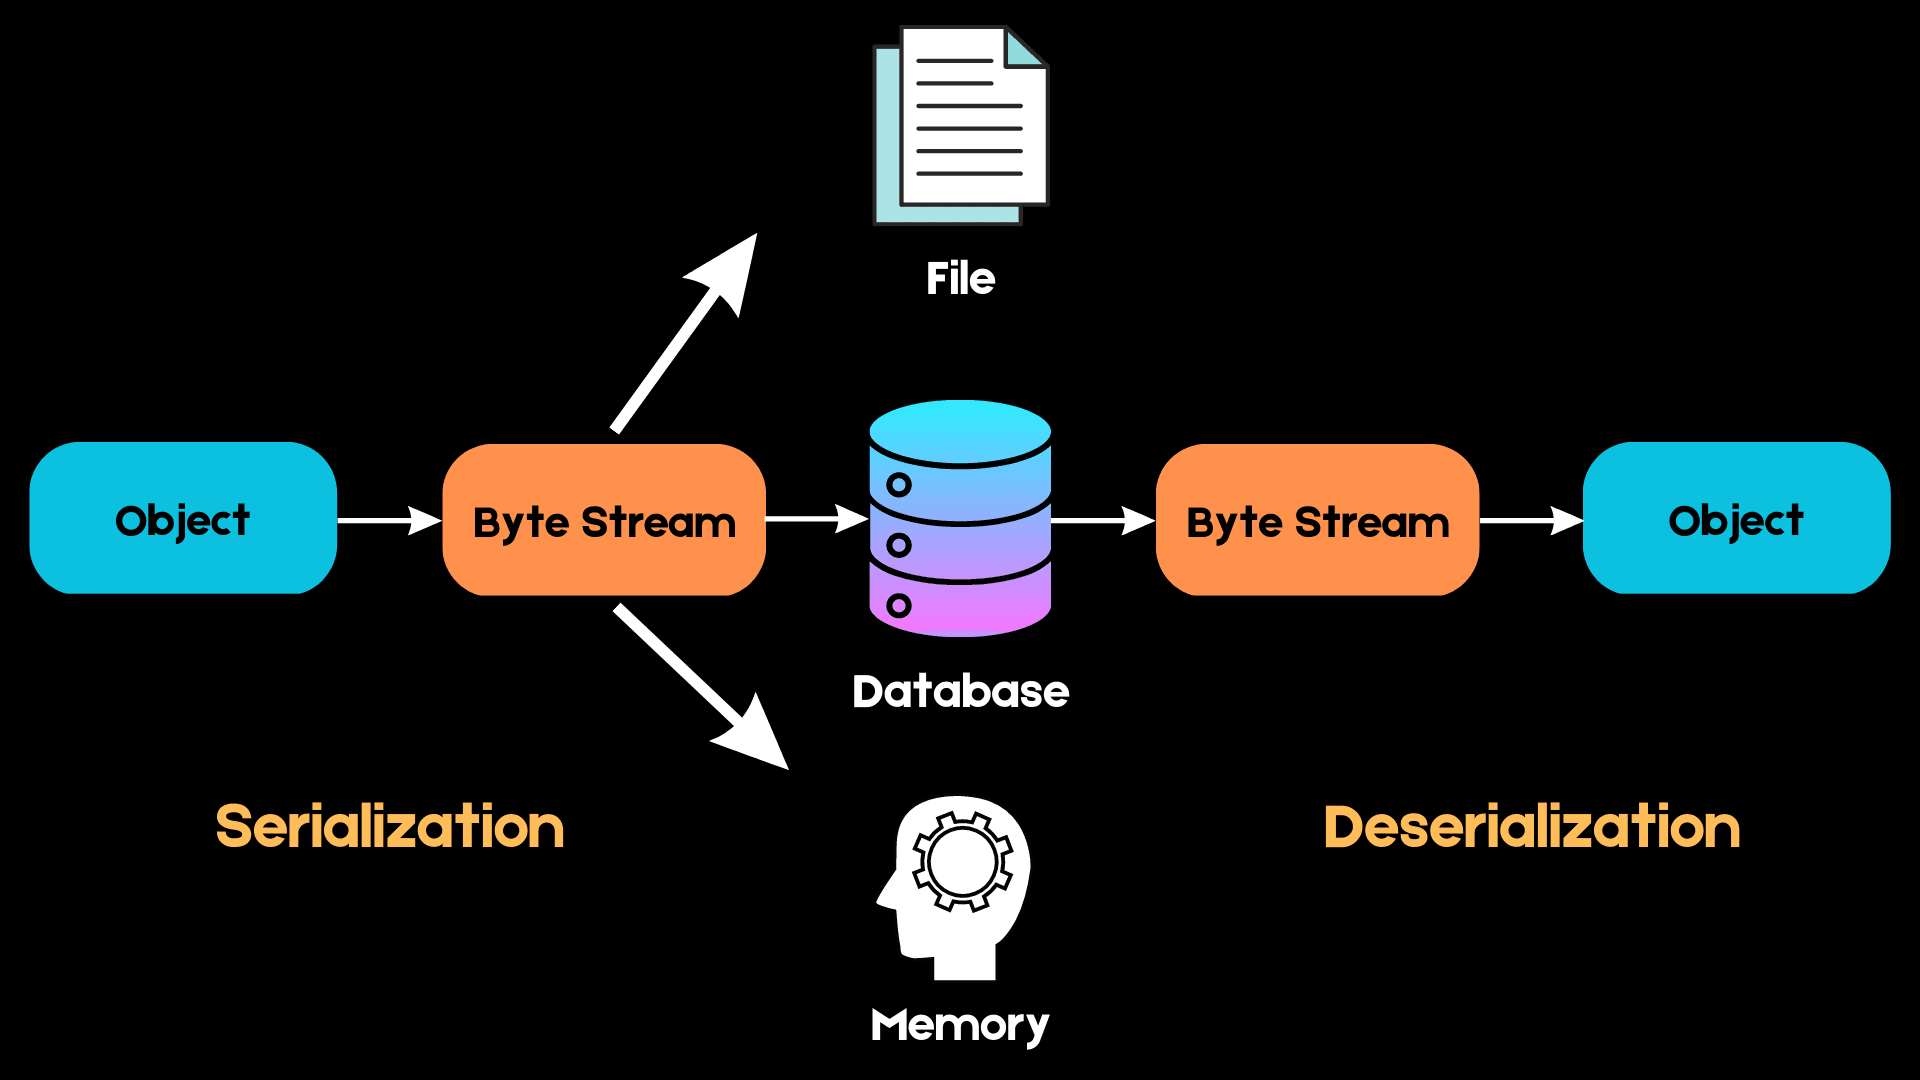 File
Object
Byte Stream
Byte Stream
Object
Database
Serialization
Deserialization
Memory